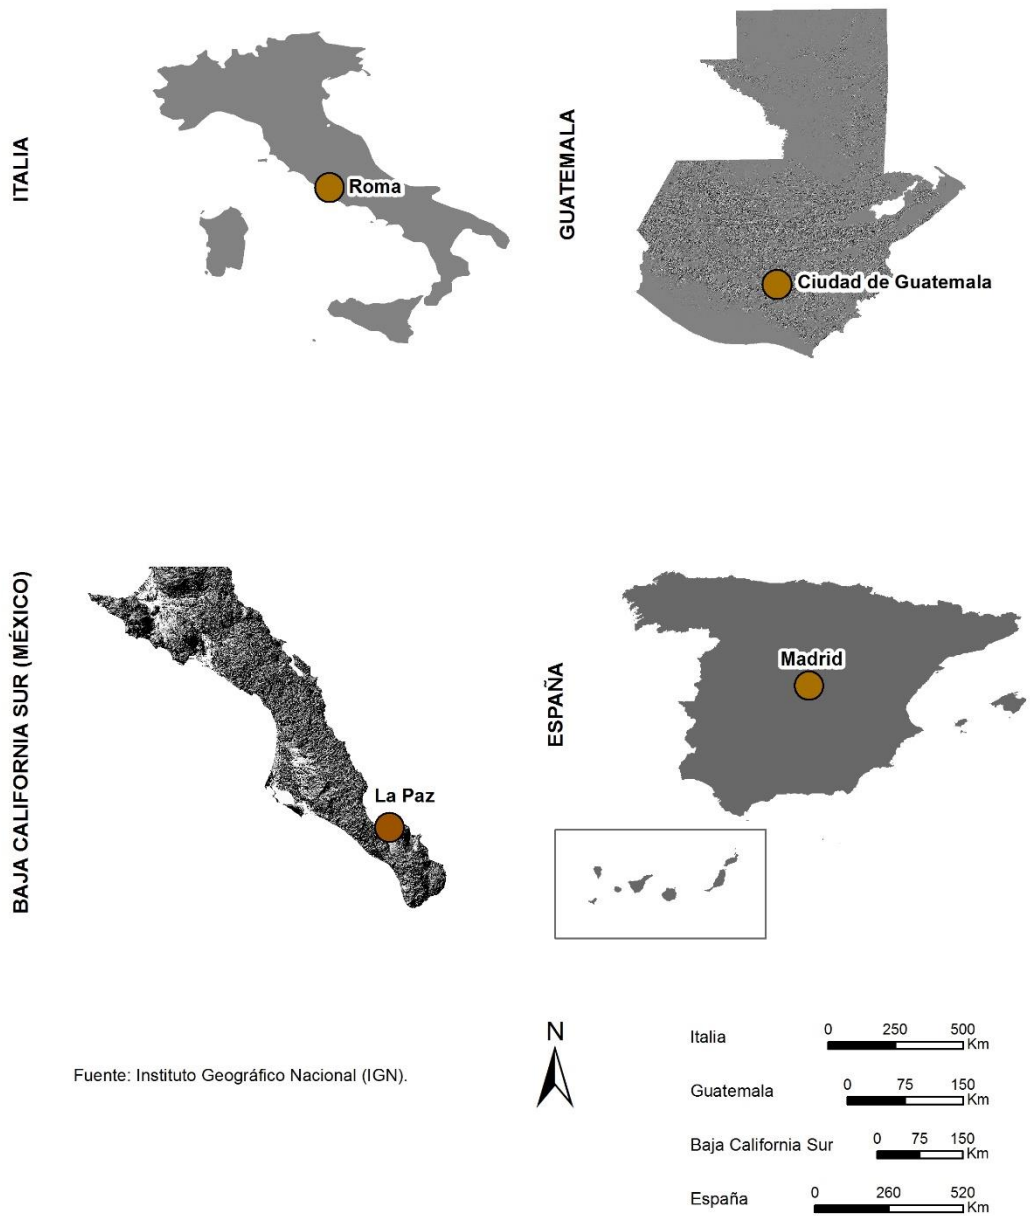 ITALIA
Roma
GUATEMALA
Ciudad de Guatemala
BAJA CALIFORNIA SUR (MÉXICO)
La Paz
ESPAÑA
Madrid
Fuente: Instituto Geográfico Nacional (IGN).
N
Italia
0 250 500
Km
Guatemala
0 75 150
Km
Baja California Sur
0 75 150
Km
España
0 260 520
Km